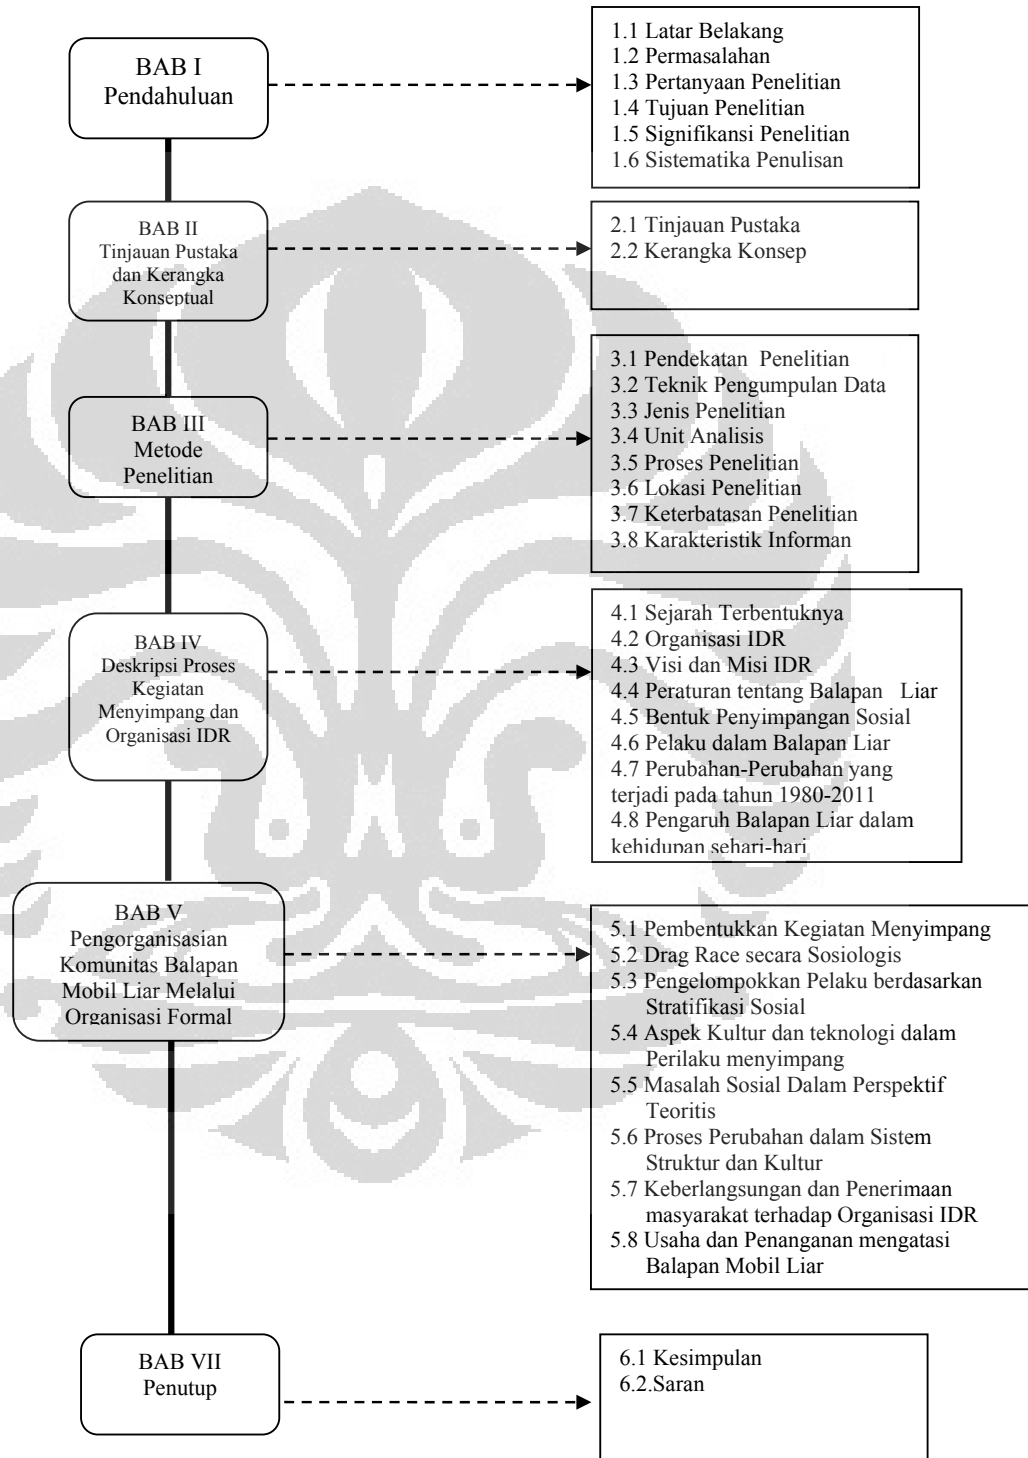 BAB I
Pendahuluan
1.1 Latar Belakang
1.2 Permasalahan
1.3 Pertanyaan Penelitian
1.4 Tujuan Penelitian
1.5 Signifikansi Penelitian
1.6 Sistematika Penulisan
BAB II
Tinjauan Pustaka
dan Kerangka
Konseptual
2.1 Tinjauan Pustaka
2.2 Kerangka Konsep
BAB III
Metode
Penelitian
3.1 Pendekatan Penelitian
3.2 Teknik Pengumpulan Data
3.3 Jenis Penelitian
3.4 Unit Analisis
3.5 Proses Penelitian
3.6 Lokasi Penelitian
3.7 Keterbatasan Penelitian
3.8 Karakteristik Informan
BAB IV
Deskripsi Proses
Kegiatan
Menyimpang dan
Organisasi IDR
4.1 Sejarah Terbentuknya
4.2 Organisasi IDR
4.3 Visi dan Misi IDR
4.4 Peraturan tentang Balapan Liar
4.5 Bentuk Penyimpangan Sosial
4.6 Pelaku dalam Balapan Liar
4.7 Perubahan-Perubahan yang
terjadi pada tahun 1980-2011
4.8 Pengaruh Balapan Liar dalam
kehidupan sehari-hari
BAB V
Pengorganisasian
Komunitas Balapan
Mobil Liar Melalui
Organisasi Formal
5.1 Pembentukkan Kegiatan Menyimpang
5.2 Drag Race secara Sosiologis
5.3 Pengelompokkan Pelaku berdasarkan
Stratifikasi Sosial
5.4 Aspek Kultur dan teknologi dalam
Perilaku menyimpang
5.5 Masalah Sosial Dalam Perspektif
Teoritis
5.6 Proses Perubahan dalam Sistem
Struktur dan Kultur
5.7 Keberlangsungan dan Penerimaan
masyarakat terhadap Organisasi IDR
5.8 Usaha dan Penanganan mengatasi
Balapan Mobil Liar
BAB VII
Penutup
6.1 Kesimpulan
6.2.Saran